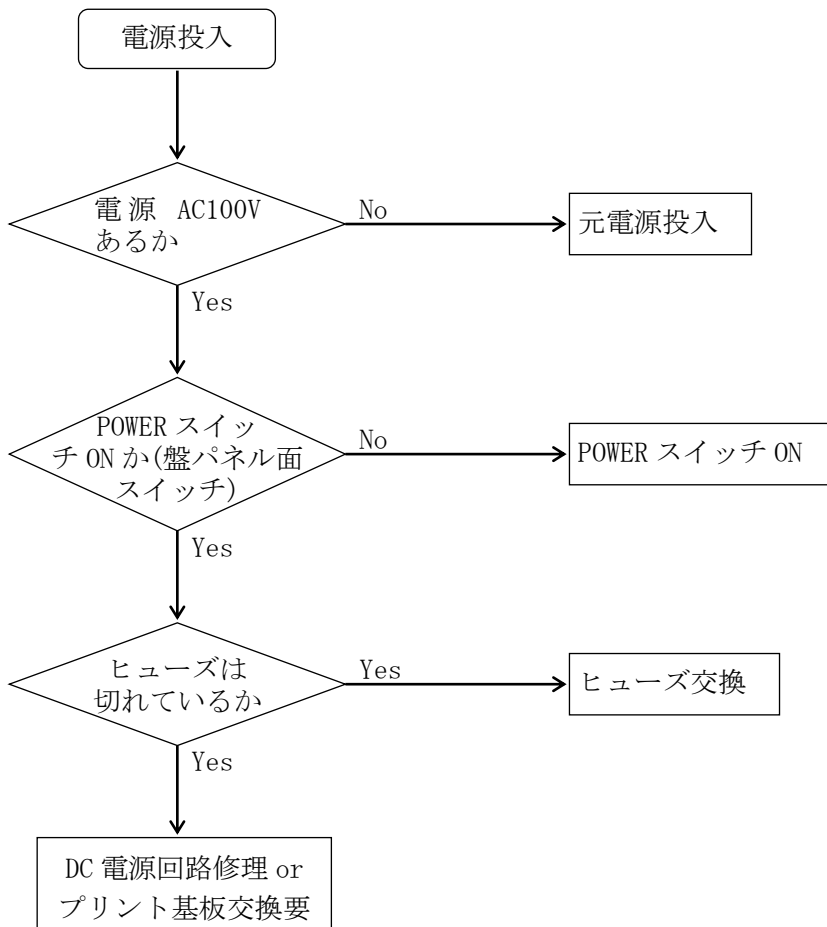 電源投入
電源 AC100V
あるか
No
元電源投入
Yes
POWER スイッ
チ ON か(盤パネル面
スイッチ)
No
POWER スイッチ ON
Yes
ヒューズは
切れているか
Yes
ヒューズ交換
Yes
DC 電源回路修理 or
プリント基板交換要